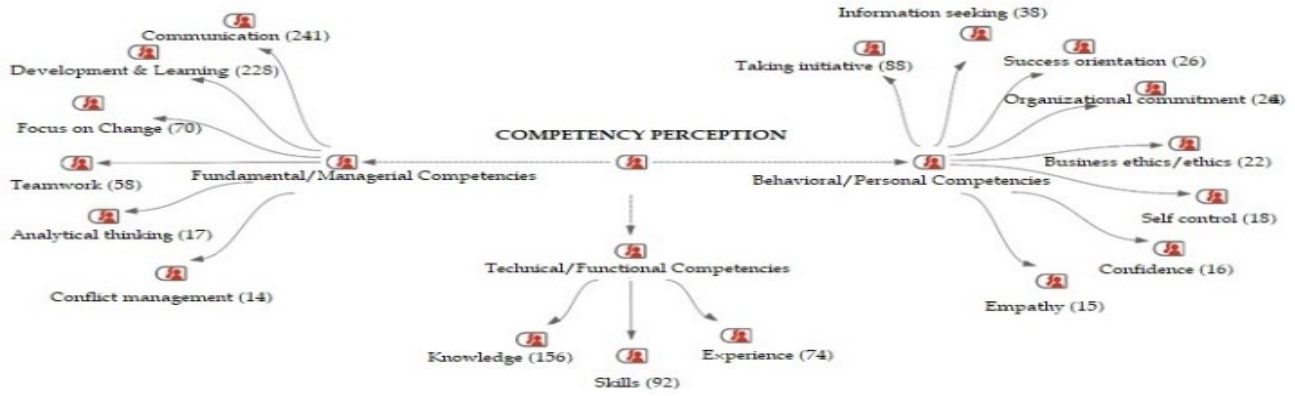 Communication (241)
Development & Learning (228)
Focus on Change (70)
Teamwork (58)
Analytical thinking (17)
Conflict management (14)
Fundamental/Managerial Competencies
COMPETENCY PERCEPTION
Technical/Functional Competencies
Knowledge (156)
Skills (92)
Experience (74)
Behavioral/Personal Competencies
Information seeking (38)
Taking initiative (88)
Success orientation (26)
Organizational commitment
Business ethics/ethics (22)
Self control (18)
Confidence (16)
Empathy (15)